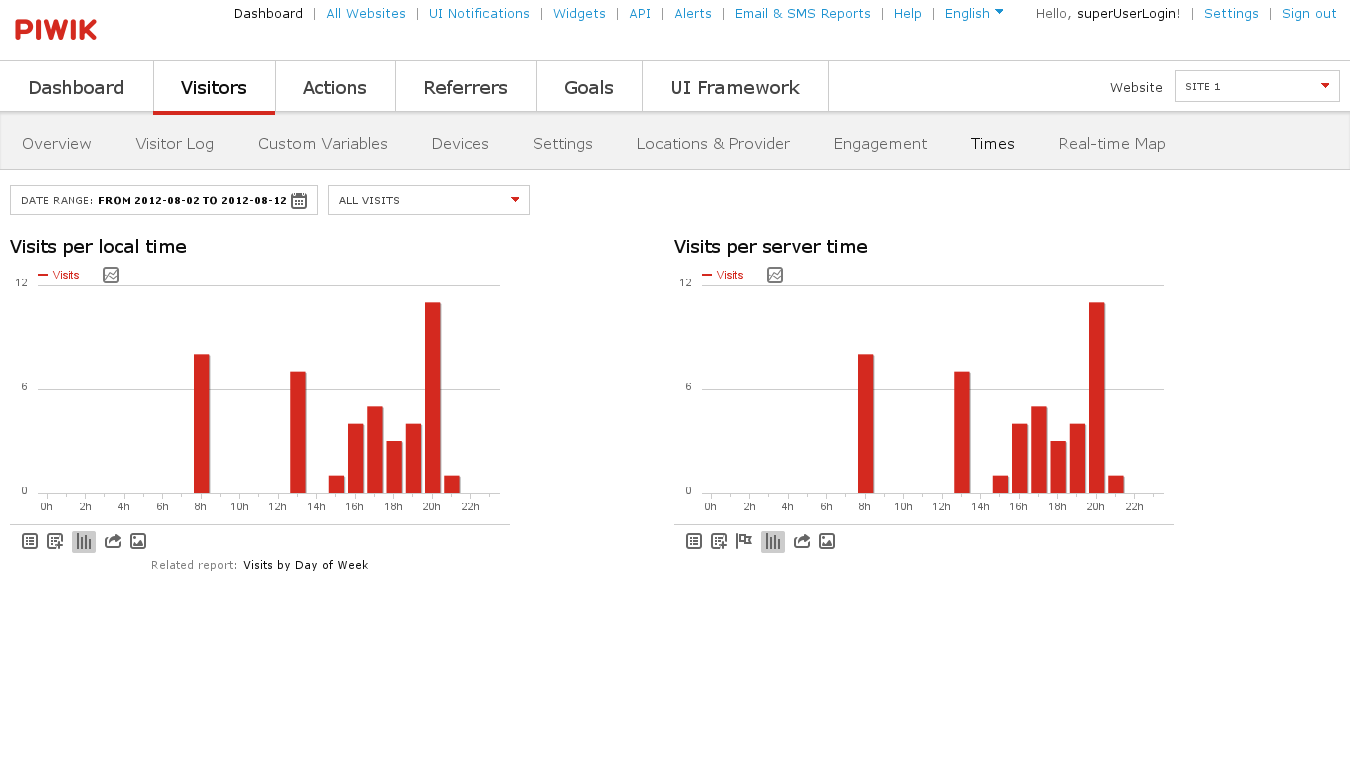 PIWIK
Dashboard | All Websites | UI Notifications | Widgets | API | Alerts | Email & SMS Reports | Help | English Hello, superUserLogin! | Settings | Sign out
Dashboard Visitors Actions Referrers Goals UI Framework Website SITE 1
Overview Visitor Log Custom Variables Devices Settings Locations & Provider Engagement Times Real-time Map
DATE RANGE: FROM 2012-08-02 TO 2012-08-12 ALL VISITS
Visits per local time
Visits
12
6
0
0h 2h 4h 6h 8h 10h 12h 14h 16h 18h 20h 22h
Related report: Visits by Day of Week
Visits per server time
Visits
12
6
0
0h 2h 4h 6h 8h 10h 12h 14h 16h 18h 20h 22h